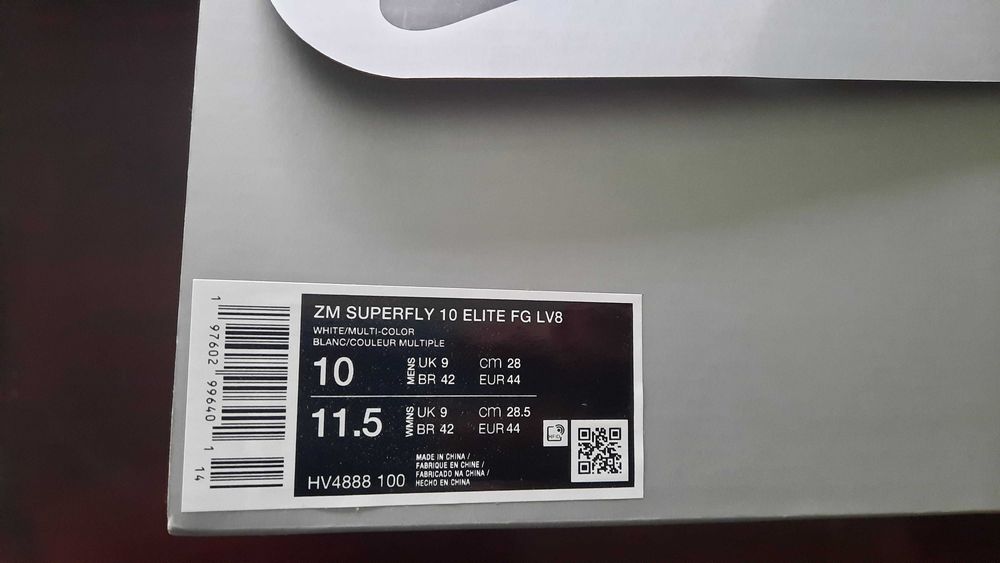 ZM SUPERFLY 10 ELITE FG LV8
WHITE/MULTI-COLOR
BLANC/COULEUR MULTIPLE
10 MENS UK 9 cm 28
BR 42 EUR 44
11.5 WMNS UK 9 cm 28.5
BR 42 EUR 44
MADE IN CHINA /
FABRIQUE EN CHINE /
FABRICADO NA CHINA /
HECHO EN CHINA
HV4888 100
RFID
1 97602 99640 1 14